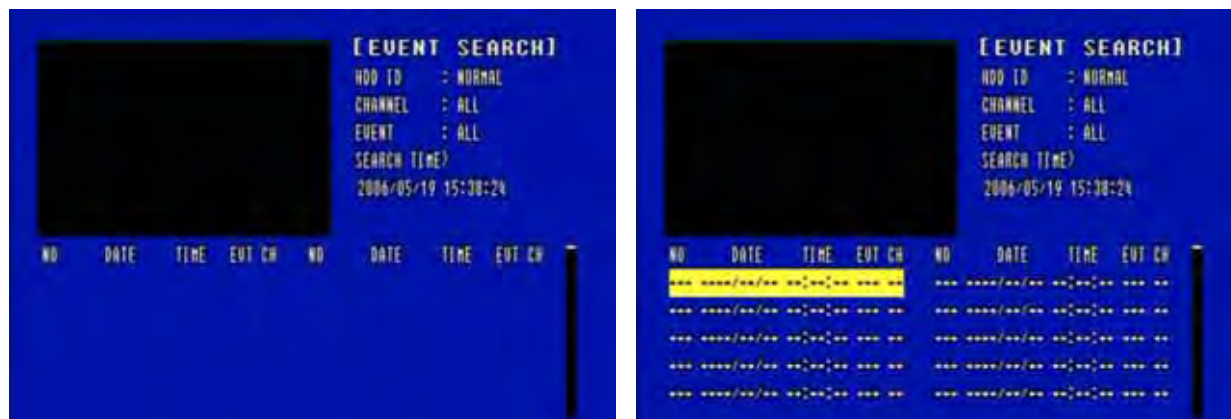 [EVENT SEARCH]
HDD ID : NORMAL
CHANNEL : ALL
EVENT : ALL
SEARCH TIME)
2006/05/19 15:38:24
NO DATE TIME EVT CH NO DATE TIME EVT CH
[EVENT SEARCH]
HDD ID : NORMAL
CHANNEL : ALL
EVENT : ALL
SEARCH TIME)
2006/05/19 15:38:24
NO DATE TIME EVT CH NO DATE TIME EVT CH
--- ----/--/-- --:--:-- --- -- --- ----/--/-- --:--:-- --- --
--- ----/--/-- --:--:-- --- -- --- ----/--/-- --:--:-- --- --
--- ----/--/-- --:--:-- --- -- --- ----/--/-- --:--:-- --- --
--- ----/--/-- --:--:-- --- -- --- ----/--/-- --:--:-- --- --
--- ----/--/-- --:--:-- --- -- --- ----/--/-- --:--:-- --- --